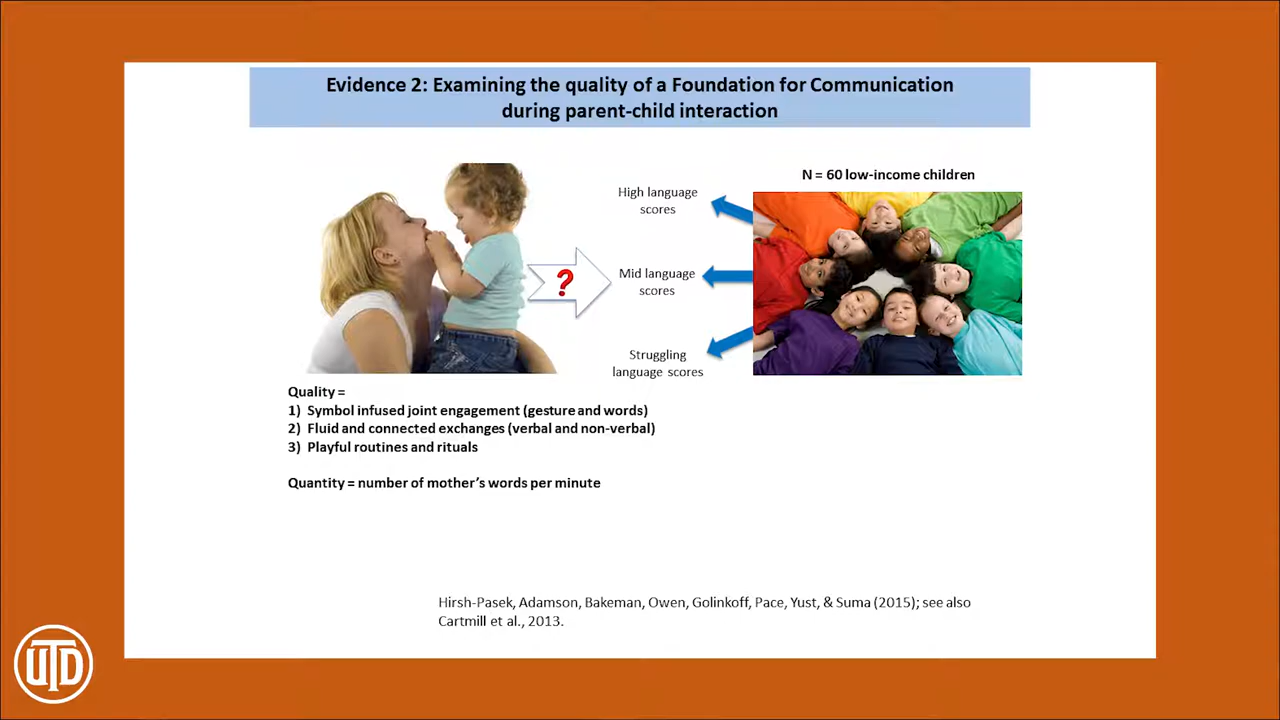 Evidence 2: Examining the quality of a Foundation for Communication
during parent-child interaction
N = 60 low-income children
High language
scores
?
Mid language
scores
Struggling
language scores
Quality =
1) Symbol infused joint engagement (gesture and words)
2) Fluid and connected exchanges (verbal and non-verbal)
3) Playful routines and rituals
Quantity = number of mother's words per minute
Hirsh-Pasek, Adamson, Bakeman, Owen, Golinkoff, Pace, Yust, & Suma (2015); see also
Cartmill et al., 2013.
UTD